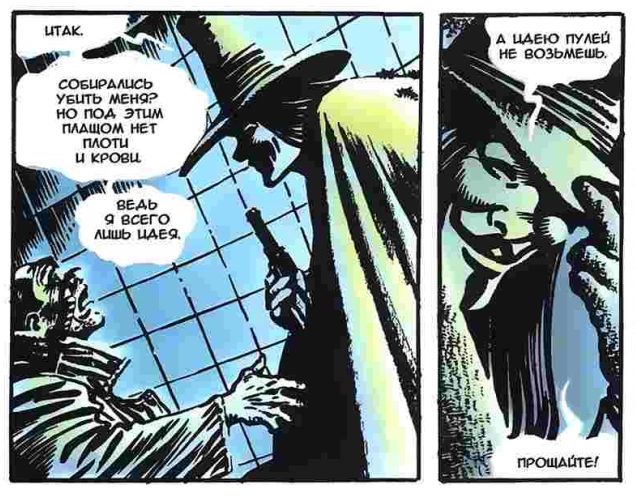 ИТАК.
СОБИРАЛИСЬ
УБИТЬ МЕНЯ?
НО ПОД ЭТИМ
ПЛАЩОМ НЕТ
ПЛОТИ
И КРОВИ.
ВЕДЬ
Я ВСЕГО
ЛИШЬ ИДЕЯ.
А ИДЕЮ ПУЛЕЙ
НЕ ВОЗЬМЕШЬ.
ПРОЩАЙТЕ!